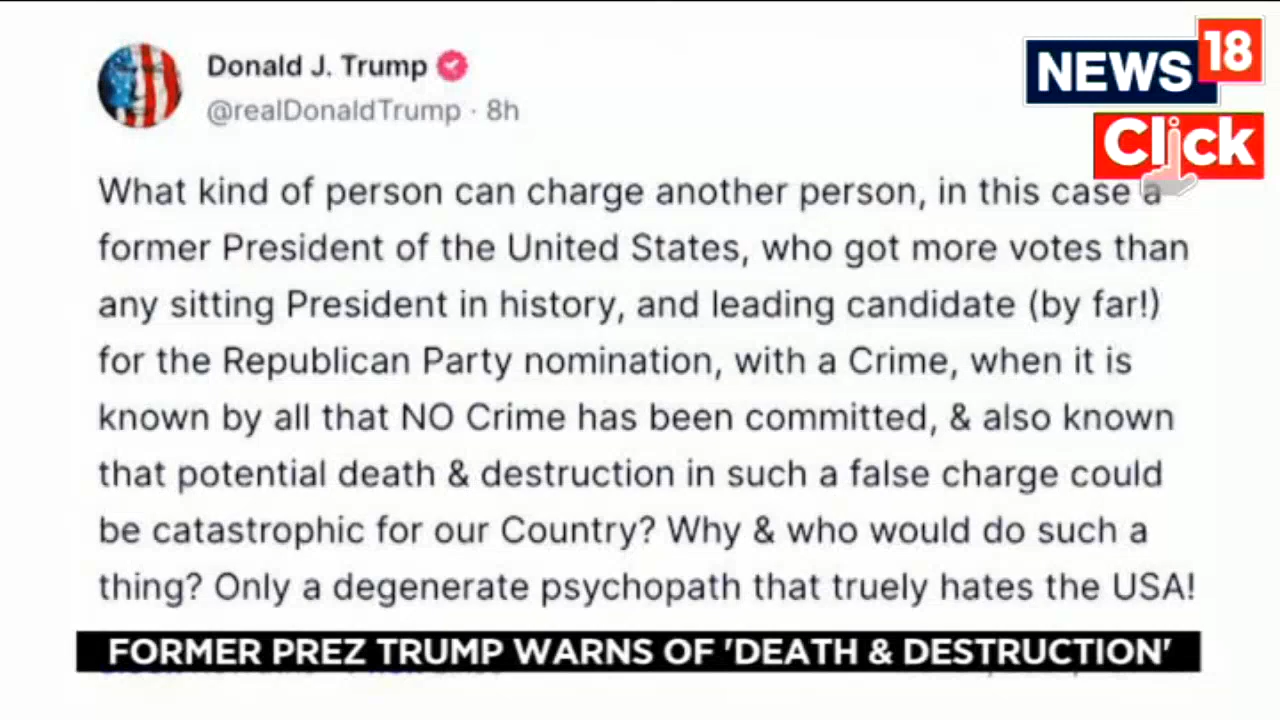 Donald J. Trump
@realDonaldTrump · 8h
NEWS 18
Click
What kind of person can charge another person, in this case a
former President of the United States, who got more votes than
any sitting President in history, and leading candidate (by far!)
for the Republican Party nomination, with a Crime, when it is
known by all that NO Crime has been committed, & also known
that potential death & destruction in such a false charge could
be catastrophic for our Country? Why & who would do such a
thing? Only a degenerate psychopath that truely hates the USA!
FORMER PREZ TRUMP WARNS OF 'DEATH & DESTRUCTION'